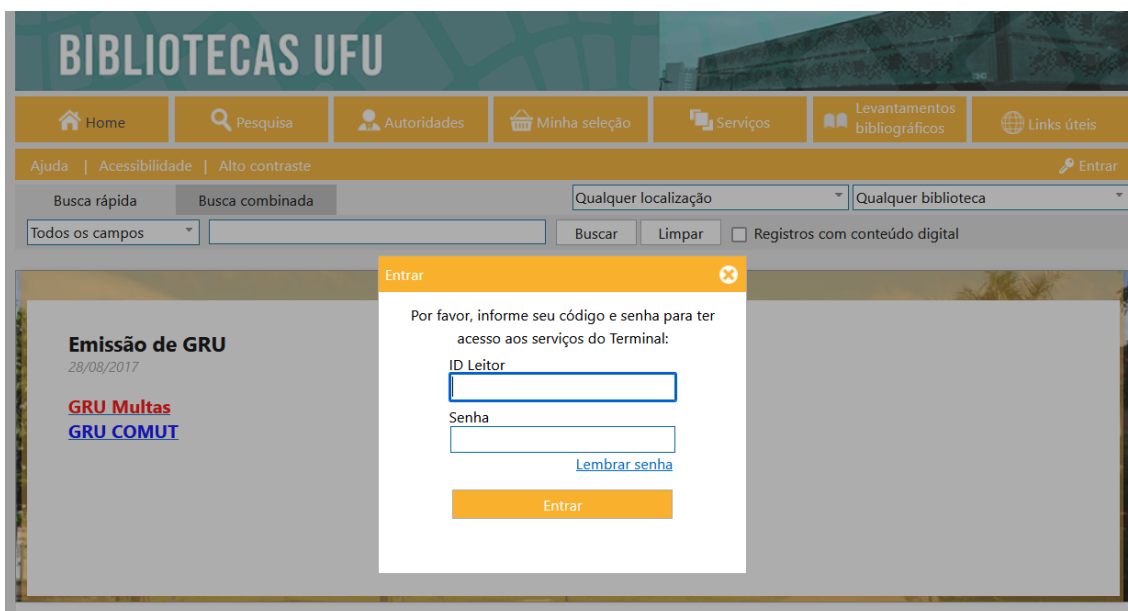 BIBLIOTECAS UFU
Home
Pesquisa
Autoridades
Minha seleção
Serviços
Levantamentos
bibliográficos
Links úteis
Ajuda | Acessibilidade | Alto contraste
Entrar
Busca rápida
Busca combinada
Qualquer localização
Qualquer biblioteca
Todos os campos
Buscar
Limpar
Registros com conteúdo digital
Entrar
Por favor, informe seu código e senha para ter
acesso aos serviços do Terminal:
ID Leitor
Senha
Lembrar senha
Entrar
Emissão de GRU
28/08/2017
GRU Multas
GRU COMUT